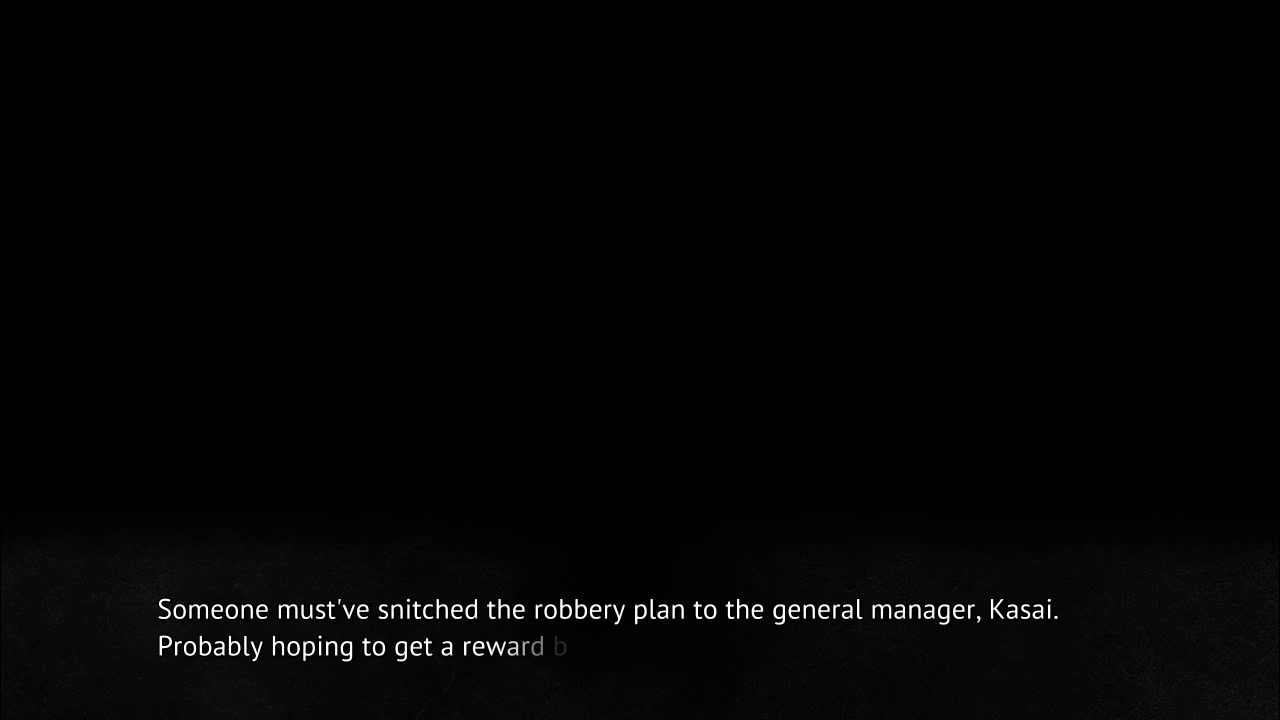 Someone must've snitched the robbery plan to the general manager, Kasai.
Probably hoping to get a reward b